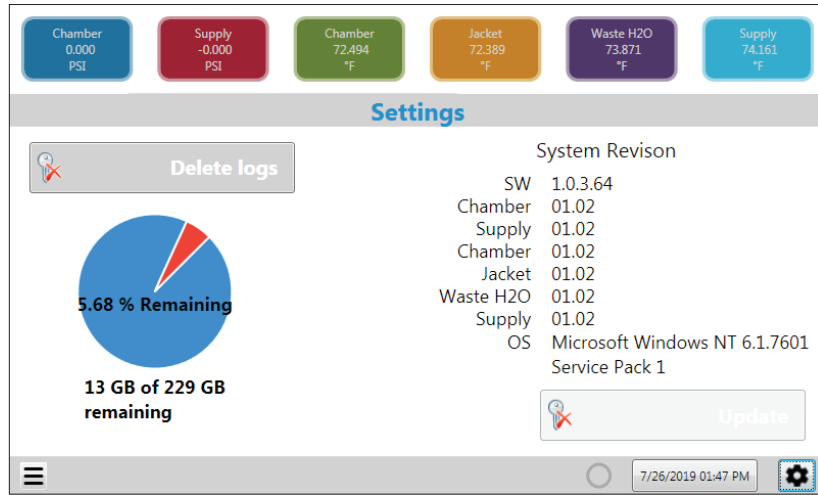 Chamber
0.000
PSI
Supply
-0.000
PSI
Chamber
72.494
°F
Jacket
72.389
°F
Waste H2O
73.871
°F
Supply
74.161
°F
Settings
Delete logs
5.68 % Remaining
13 GB of 229 GB
remaining
System Revison
SW 1.0.3.64
Chamber 01.02
Supply 01.02
Chamber 01.02
Jacket 01.02
Waste H2O 01.02
Supply 01.02
OS Microsoft Windows NT 6.1.7601
Service Pack 1
Update
7/26/2019 01:47 PM